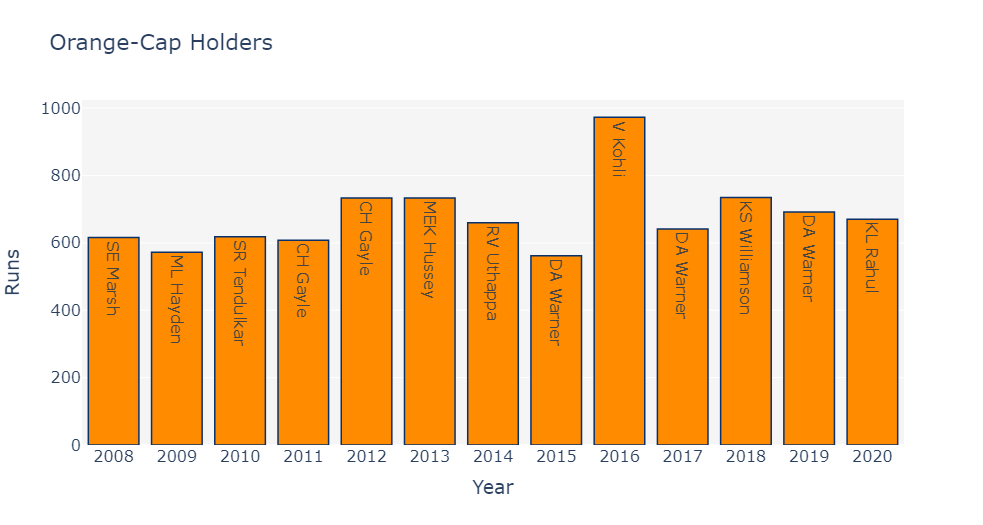 Orange-Cap Holders
1000
800
600
400
200
0
Runs
SE Marsh
ML Hayden
SR Tendulkar
CH Gayle
CH Gayle
MEK Hussey
RV Uthappa
DA Warner
V Kohli
DA Warner
KS Williamson
DA Warner
KL Rahul
2008 2009 2010 2011 2012 2013 2014 2015 2016 2017 2018 2019 2020
Year